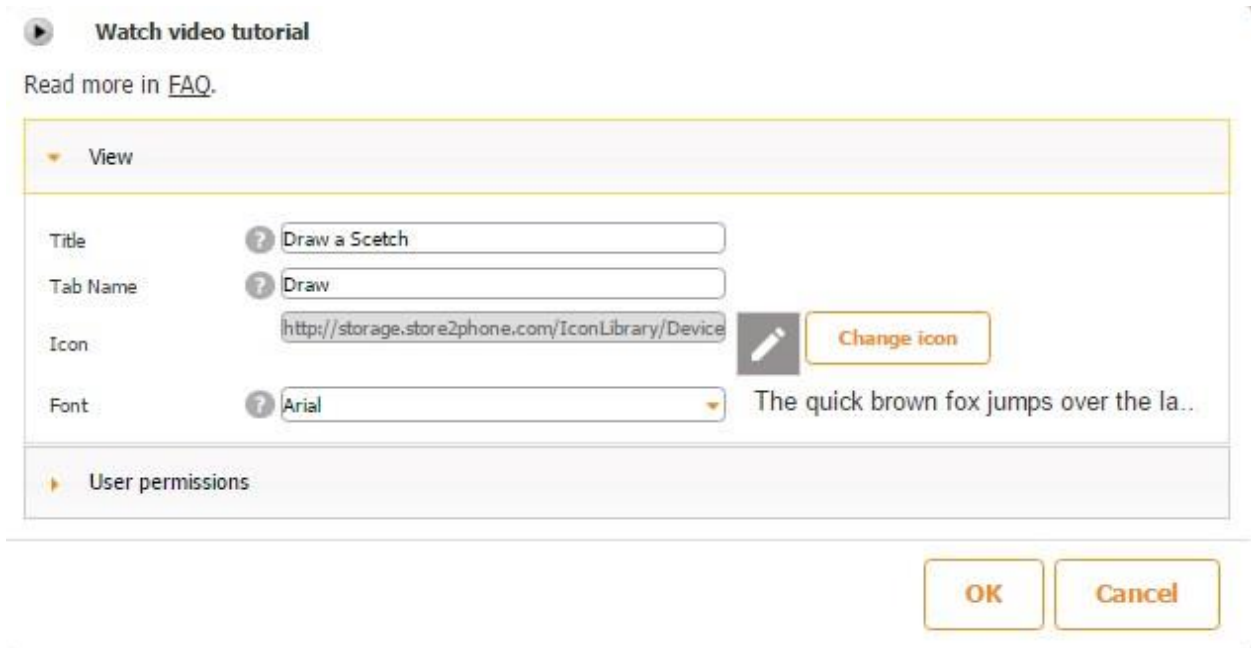 Watch video tutorial
Read more in FAQ.
View
Title ? Draw a Scetch
Tab Name ? Draw
Icon http://storage.store2phone.com/IconLibrary/Device Change icon
Font ? Arial The quick brown fox jumps over the la..
User permissions
OK Cancel